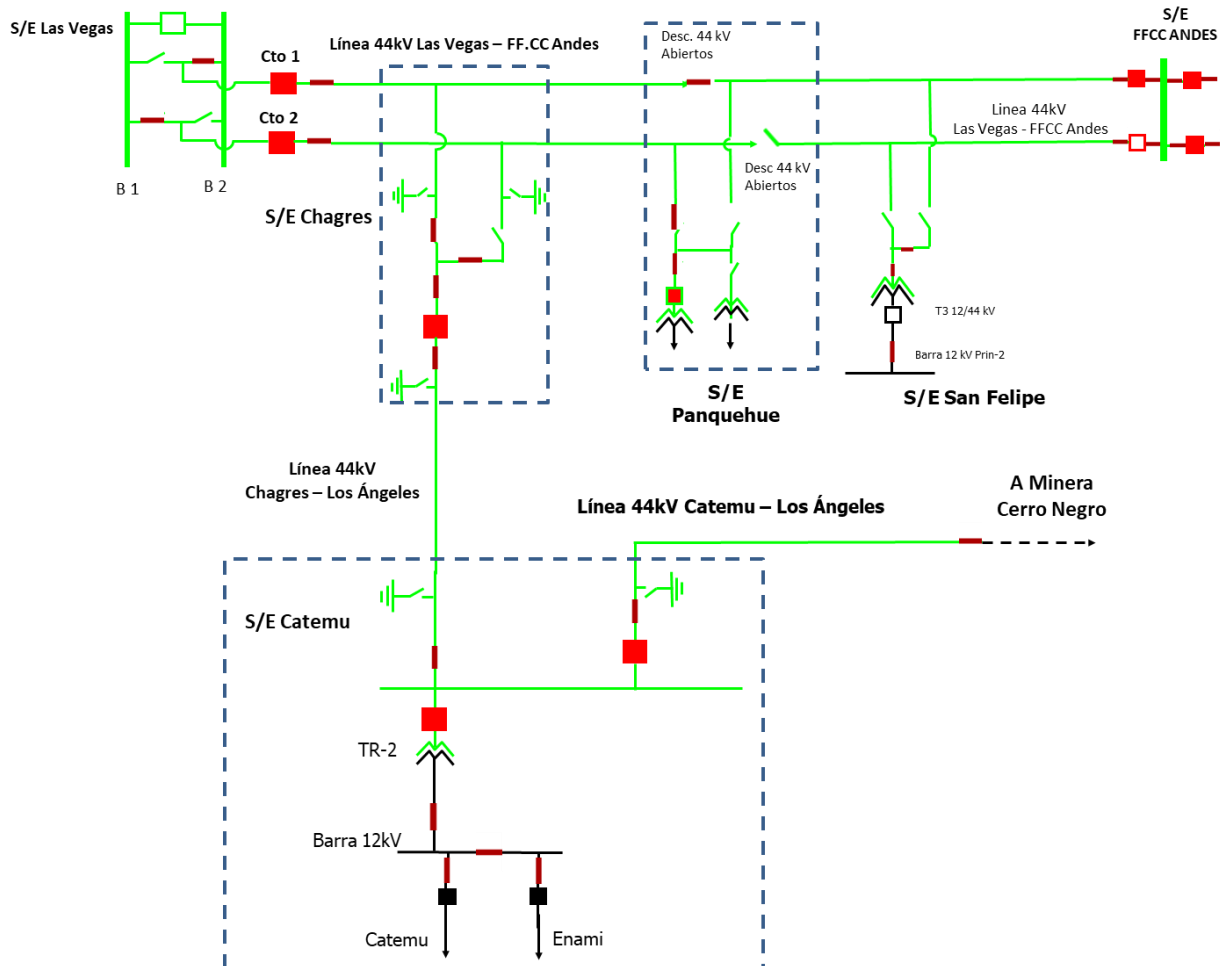 S/E Las Vegas
Cto 1
Cto 2
B 1
B 2
Línea 44kV Las Vegas – FF.CC Andes
Desc. 44 kV
Abiertos
S/E
FFCC ANDES
Linea 44kV
Las Vegas - FFCC Andes
Desc 44 kV
Abiertos
S/E Chagres
T3 12/44 kV
Barra 12 kV Prin-2
S/E
Panquehue
S/E San Felipe
Línea 44kV
Chagres – Los Ángeles
Línea 44kV Catemu – Los Ángeles
A Minera
Cerro Negro
S/E Catemu
TR-2
Barra 12kV
Catemu
Enami